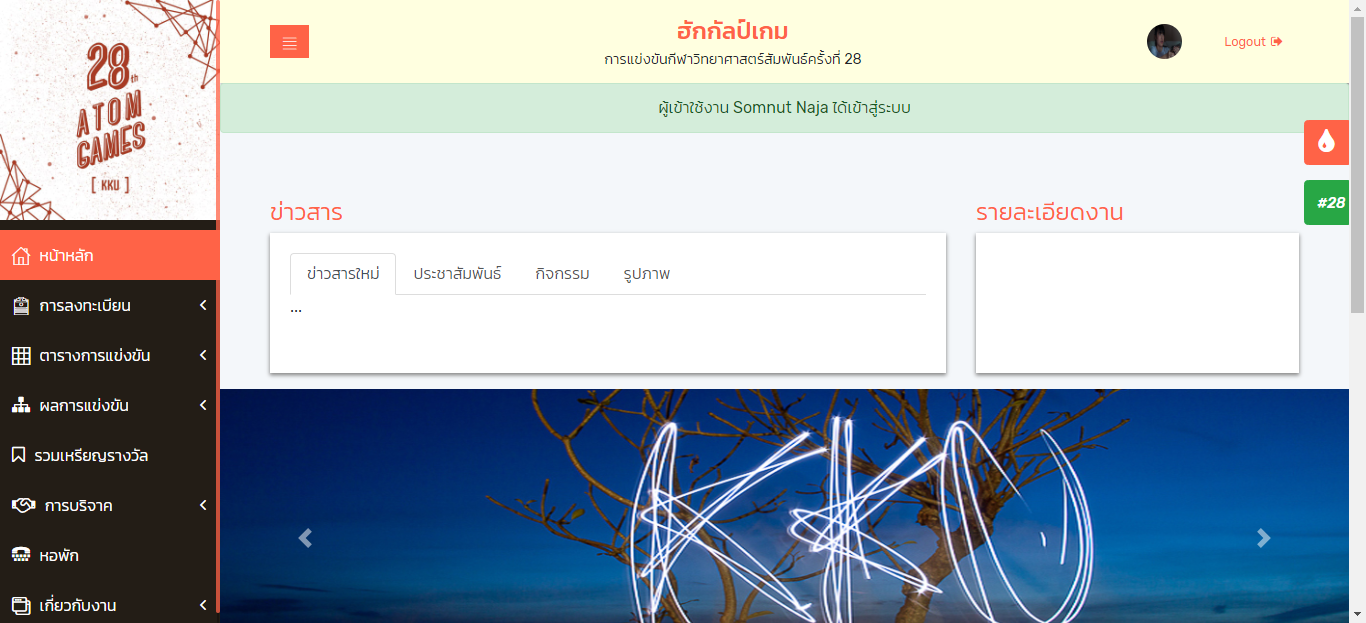 28th
ATOM
GAMES
[ KKU ]
หน้าหลัก
การลงทะเบียน
ตารางการแข่งขัน
ผลการแข่งขัน
รวมเหรียญรางวัล
การบริจาค
หอพัก
เกี่ยวกับงาน
ฮักกัลป์เกม
การแข่งขันกีฬาวิทยาศาสตร์สัมพันธ์ครั้งที่ 28
Logout
ผู้เข้าใช้งาน Somnut Naja ได้เข้าสู่ระบบ
#28
ข่าวสาร
ข่าวสารใหม่ ประชาสัมพันธ์ กิจกรรม รูปภาพ
...
รายละเอียดงาน
KKU